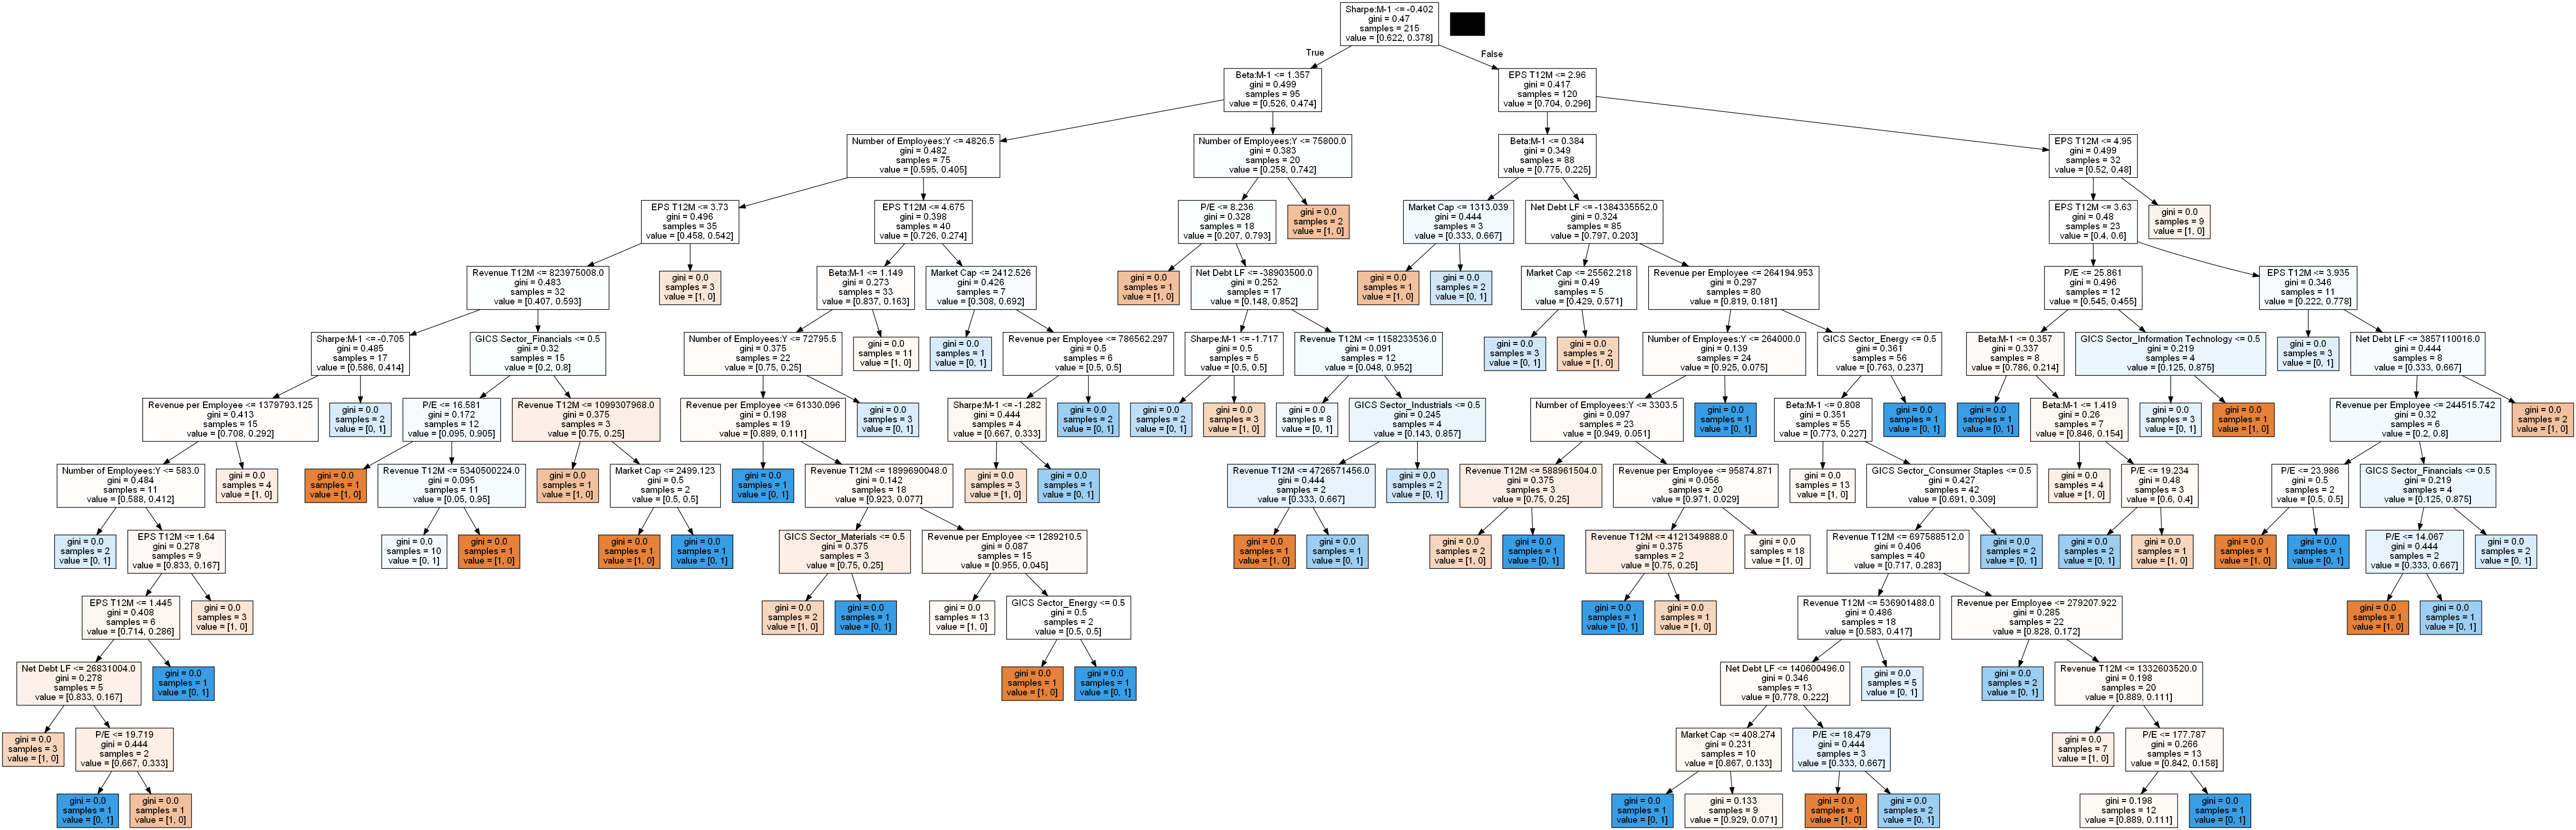 Sharpe:M-1 <= -0.402
gini = 0.47
samples = 215
value = [0.622, 0.378]
True
False
Beta:M-1 <= 1.357
gini = 0.499
samples = 95
value = [0.526, 0.474]
EPS T12M <= 2.96
gini = 0.417
samples = 120
value = [0.704, 0.296]
Number of Employees:Y <= 4826.5
gini = 0.482
samples = 75
value = [0.595, 0.405]
Number of Employees:Y <= 75800.0
gini = 0.383
samples = 20
value = [0.258, 0.742]
Beta:M-1 <= 0.384
gini = 0.349
samples = 88
value = [0.775, 0.225]
EPS T12M <= 4.95
gini = 0.499
samples = 32
value = [0.52, 0.48]
EPS T12M <= 3.73
gini = 0.496
samples = 35
value = [0.458, 0.542]
EPS T12M <= 4.675
gini = 0.398
samples = 40
value = [0.726, 0.274]
P/E <= 8.236
gini = 0.328
samples = 18
value = [0.207, 0.793]
gini = 0.0
samples = 2
value = [1, 0]
Market Cap <= 1313.039
gini = 0.444
samples = 3
value = [0.333, 0.667]
Net Debt LF <= -1384335552.0
gini = 0.324
samples = 85
value = [0.797, 0.203]
EPS T12M <= 3.63
gini = 0.48
samples = 23
value = [0.4, 0.6]
gini = 0.0
samples = 9
value = [1, 0]
Revenue T12M <= 823975008.0
gini = 0.483
samples = 32
value = [0.407, 0.593]
gini = 0.0
samples = 3
value = [1, 0]
Beta:M-1 <= 1.149
gini = 0.273
samples = 33
value = [0.837, 0.163]
Market Cap <= 2412.526
gini = 0.426
samples = 7
value = [0.308, 0.692]
gini = 0.0
samples = 1
value = [1, 0]
Net Debt LF <= -38903500.0
gini = 0.252
samples = 17
value = [0.148, 0.852]
gini = 0.0
samples = 1
value = [1, 0]
gini = 0.0
samples = 2
value = [0, 1]
Market Cap <= 25562.218
gini = 0.49
samples = 5
value = [0.429, 0.571]
Revenue per Employee <= 264194.953
gini = 0.297
samples = 80
value = [0.819, 0.181]
P/E <= 25.861
gini = 0.496
samples = 12
value = [0.545, 0.455]
EPS T12M <= 3.935
gini = 0.346
samples = 11
value = [0.222, 0.778]
Sharpe:M-1 <= -0.705
gini = 0.485
samples = 17
value = [0.586, 0.414]
GICS Sector_Financials <= 0.5
gini = 0.32
samples = 15
value = [0.2, 0.8]
Number of Employees:Y <= 72795.5
gini = 0.375
samples = 22
value = [0.75, 0.25]
gini = 0.0
samples = 11
value = [1, 0]
gini = 0.0
samples = 1
value = [0, 1]
Revenue per Employee <= 786562.297
gini = 0.5
samples = 6
value = [0.5, 0.5]
Sharpe:M-1 <= -1.717
gini = 0.5
samples = 5
value = [0.5, 0.5]
Revenue T12M <= 1158233536.0
gini = 0.091
samples = 12
value = [0.048, 0.952]
gini = 0.0
samples = 3
value = [0, 1]
gini = 0.0
samples = 2
value = [1, 0]
Number of Employees:Y <= 264000.0
gini = 0.139
samples = 24
value = [0.925, 0.075]
GICS Sector_Energy <= 0.5
gini = 0.361
samples = 56
value = [0.763, 0.237]
Beta:M-1 <= 0.357
gini = 0.337
samples = 8
value = [0.786, 0.214]
GICS Sector_Information Technology <= 0.5
gini = 0.219
samples = 4
value = [0.125, 0.875]
gini = 0.0
samples = 3
value = [0, 1]
Net Debt LF <= 3857110016.0
gini = 0.444
samples = 8
value = [0.333, 0.667]
Revenue per Employee <= 1379793.125
gini = 0.413
samples = 15
value = [0.708, 0.292]
gini = 0.0
samples = 2
value = [0, 1]
P/E <= 16.581
gini = 0.172
samples = 12
value = [0.095, 0.905]
Revenue T12M <= 1099307968.0
gini = 0.375
samples = 3
value = [0.75, 0.25]
Revenue per Employee <= 61330.096
gini = 0.198
samples = 19
value = [0.889, 0.111]
gini = 0.0
samples = 3
value = [0, 1]
Sharpe:M-1 <= -1.282
gini = 0.444
samples = 4
value = [0.667, 0.333]
gini = 0.0
samples = 2
value = [0, 1]
gini = 0.0
samples = 2
value = [0, 1]
gini = 0.0
samples = 3
value = [1, 0]
gini = 0.0
samples = 8
value = [0, 1]
GICS Sector_Industrials <= 0.5
gini = 0.245
samples = 4
value = [0.143, 0.857]
Number of Employees:Y <= 3303.5
gini = 0.097
samples = 23
value = [0.949, 0.051]
gini = 0.0
samples = 1
value = [0, 1]
Beta:M-1 <= 0.808
gini = 0.351
samples = 55
value = [0.773, 0.227]
gini = 0.0
samples = 1
value = [0, 1]
gini = 0.0
samples = 1
value = [0, 1]
Beta:M-1 <= 1.419
gini = 0.26
samples = 7
value = [0.846, 0.154]
gini = 0.0
samples = 3
value = [0, 1]
gini = 0.0
samples = 1
value = [1, 0]
Revenue per Employee <= 244515.742
gini = 0.32
samples = 6
value = [0.2, 0.8]
gini = 0.0
samples = 2
value = [1, 0]
Number of Employees:Y <= 583.0
gini = 0.484
samples = 11
value = [0.588, 0.412]
gini = 0.0
samples = 4
value = [1, 0]
gini = 0.0
samples = 1
value = [1, 0]
Revenue T12M <= 5340500224.0
gini = 0.095
samples = 11
value = [0.05, 0.95]
gini = 0.0
samples = 1
value = [1, 0]
Market Cap <= 2499.123
gini = 0.5
samples = 2
value = [0.5, 0.5]
gini = 0.0
samples = 1
value = [0, 1]
Revenue T12M <= 1899690048.0
gini = 0.142
samples = 18
value = [0.923, 0.077]
gini = 0.0
samples = 3
value = [1, 0]
gini = 0.0
samples = 1
value = [0, 1]
Revenue T12M <= 4726571456.0
gini = 0.444
samples = 2
value = [0.333, 0.667]
gini = 0.0
samples = 2
value = [0, 1]
Revenue T12M <= 588961504.0
gini = 0.375
samples = 3
value = [0.75, 0.25]
Revenue per Employee <= 95874.871
gini = 0.056
samples = 20
value = [0.971, 0.029]
gini = 0.0
samples = 13
value = [1, 0]
GICS Sector_Consumer Staples <= 0.5
gini = 0.427
samples = 42
value = [0.691, 0.309]
gini = 0.0
samples = 4
value = [1, 0]
P/E <= 19.234
gini = 0.48
samples = 3
value = [0.6, 0.4]
P/E <= 23.986
gini = 0.5
samples = 2
value = [0.5, 0.5]
GICS Sector_Financials <= 0.5
gini = 0.219
samples = 4
value = [0.125, 0.875]
gini = 0.0
samples = 2
value = [0, 1]
EPS T12M <= 1.64
gini = 0.278
samples = 9
value = [0.833, 0.167]
gini = 0.0
samples = 10
value = [0, 1]
gini = 0.0
samples = 1
value = [1, 0]
gini = 0.0
samples = 1
value = [1, 0]
gini = 0.0
samples = 1
value = [0, 1]
GICS Sector_Materials <= 0.5
gini = 0.375
samples = 3
value = [0.75, 0.25]
Revenue per Employee <= 1289210.5
gini = 0.087
samples = 15
value = [0.955, 0.045]
gini = 0.0
samples = 1
value = [1, 0]
gini = 0.0
samples = 1
value = [0, 1]
gini = 0.0
samples = 2
value = [1, 0]
gini = 0.0
samples = 1
value = [0, 1]
Revenue T12M <= 4121349888.0
gini = 0.375
samples = 2
value = [0.75, 0.25]
gini = 0.0
samples = 18
value = [1, 0]
Revenue T12M <= 697588512.0
gini = 0.406
samples = 40
value = [0.717, 0.283]
gini = 0.0
samples = 2
value = [0, 1]
gini = 0.0
samples = 2
value = [0, 1]
gini = 0.0
samples = 1
value = [1, 0]
gini = 0.0
samples = 1
value = [1, 0]
gini = 0.0
samples = 1
value = [0, 1]
P/E <= 14.067
gini = 0.444
samples = 2
value = [0.333, 0.667]
gini = 0.0
samples = 2
value = [0, 1]
EPS T12M <= 1.445
gini = 0.408
samples = 6
value = [0.714, 0.286]
gini = 0.0
samples = 3
value = [1, 0]
gini = 0.0
samples = 2
value = [1, 0]
gini = 0.0
samples = 1
value = [0, 1]
gini = 0.0
samples = 13
value = [1, 0]
GICS Sector_Energy <= 0.5
gini = 0.5
samples = 2
value = [0.5, 0.5]
gini = 0.0
samples = 1
value = [0, 1]
gini = 0.0
samples = 1
value = [1, 0]
Revenue T12M <= 536901488.0
gini = 0.486
samples = 18
value = [0.583, 0.417]
Revenue per Employee <= 279207.922
gini = 0.285
samples = 22
value = [0.828, 0.172]
gini = 0.0
samples = 1
value = [1, 0]
gini = 0.0
samples = 1
value = [0, 1]
Net Debt LF <= 26831004.0
gini = 0.278
samples = 5
value = [0.833, 0.167]
gini = 0.0
samples = 1
value = [0, 1]
gini = 0.0
samples = 1
value = [1, 0]
gini = 0.0
samples = 1
value = [0, 1]
Net Debt LF <= 140600496.0
gini = 0.346
samples = 13
value = [0.778, 0.222]
gini = 0.0
samples = 5
value = [0, 1]
gini = 0.0
samples = 2
value = [0, 1]
Revenue T12M <= 1332603520.0
gini = 0.198
samples = 20
value = [0.889, 0.111]
gini = 0.0
samples = 3
value = [1, 0]
P/E <= 19.719
gini = 0.444
samples = 2
value = [0.667, 0.333]
Market Cap <= 408.274
gini = 0.231
samples = 10
value = [0.867, 0.133]
P/E <= 18.479
gini = 0.444
samples = 3
value = [0.333, 0.667]
gini = 0.0
samples = 7
value = [1, 0]
P/E <= 177.787
gini = 0.266
samples = 13
value = [0.842, 0.158]
gini = 0.0
samples = 1
value = [0, 1]
gini = 0.0
samples = 1
value = [1, 0]
gini = 0.0
samples = 1
value = [0, 1]
gini = 0.133
samples = 9
value = [0.929, 0.071]
gini = 0.0
samples = 1
value = [1, 0]
gini = 0.0
samples = 2
value = [0, 1]
gini = 0.198
samples = 12
value = [0.889, 0.111]
gini = 0.0
samples = 1
value = [0, 1]